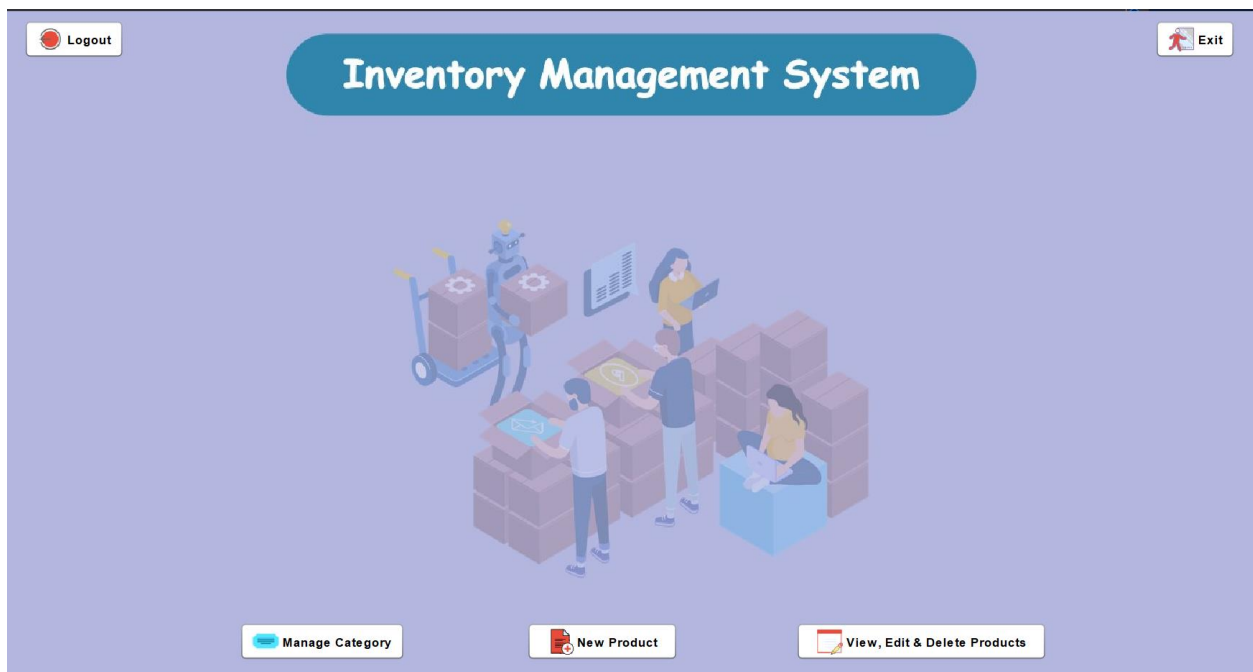 Logout
Exit
Inventory Management System
Manage Category
New Product
View, Edit & Delete Products